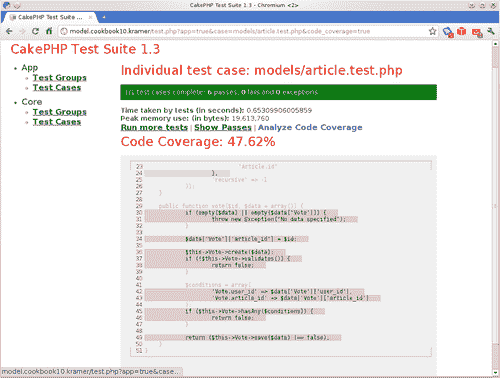 CakePHP Test Suite 1.3 - Chromium <2>
CakePHP Test Suite ...
model.cookbook10.kramer/test.php?app=true&case=models/article.test.php&code_coverage=true
CakePHP Test Suite 1.3
App
Test Groups
Test Cases
Core
Test Groups
Test Cases
Individual test case: models/article.test.php
1/1 test cases complete: 6 passes, 0 fails and 0 exceptions.
Time taken by tests (in seconds): 0.65309906005859
Peak memory use: (in bytes): 19,613,760
Run more tests | Show Passes | Analyze Code Coverage
Code Coverage: 47.62%
23 'article.id'
24 ),
25 'recursive' => -1
26 ));
27 }
28
29 public function vote($id, $data = array()) {
30 if (empty($data) || empty($data['Vote'])) {
31 throw new Exception("No data specified");
32 }
33
34 $data['Vote']['article_id'] = $id;
35
36 $this->Vote->create($data);
37 if (!$this->Vote->validates()) {
38 return false;
39 }
40
41 $conditions = array(
42 'Vote.user_id' => $data['Vote']['user_id'],
43 'Vote.article_id' => $data['Vote']['article_id']
44 );
45 if ($this->Vote->hasAny($conditions)) {
46 return false;
47 }
48
49 return ($this->Vote->save($data) !== false);
50 }
51 }
model.cookbook10.kramer/test.php?app=true&case...